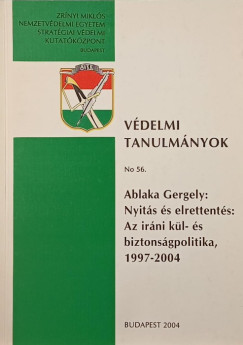 ZRÍNYI MIKLÓS
NEMZETVÉDELMI EGYETEM
STRATÉGIAI VÉDELMI
KUTATÓKÖZPONT
BUDAPEST
VÉDELMI
TANULMÁNYOK
No 56.
Ablaka Gergely:
Nyitás és elrettentés:
Az iráni kül- és
biztonságpolitika,
1997-2004
BUDAPEST 2004